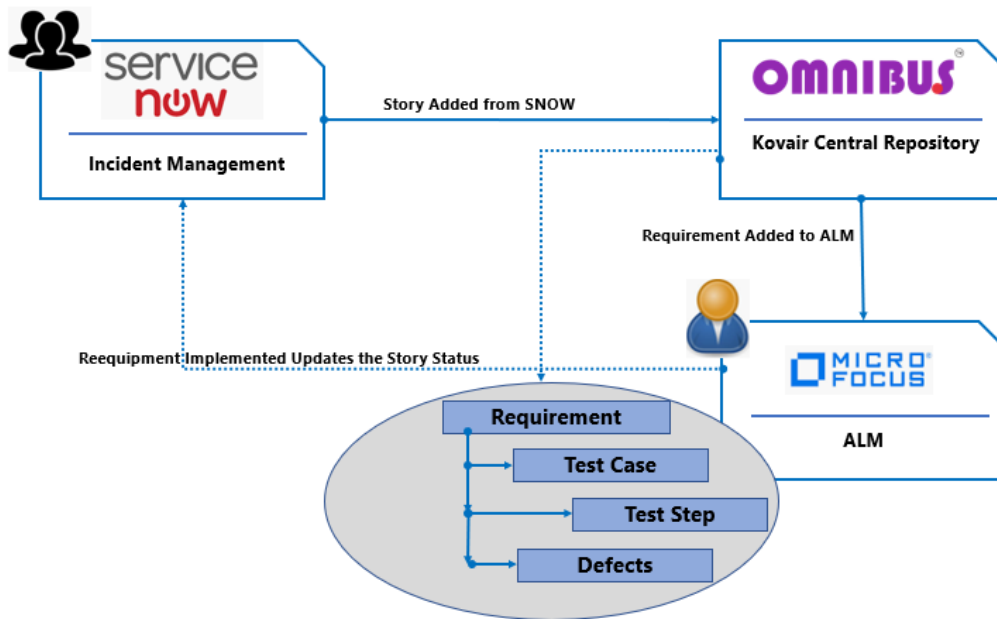 service
now
Incident Management
Story Added from SNOW
OMNIBUS
TM
Kovair Central Repository
Requirement Added to ALM
Reequipment Implemented Updates the Story Status
MICRO®
FOCUS
ALM
Requirement
Test Case
Test Step
Defects